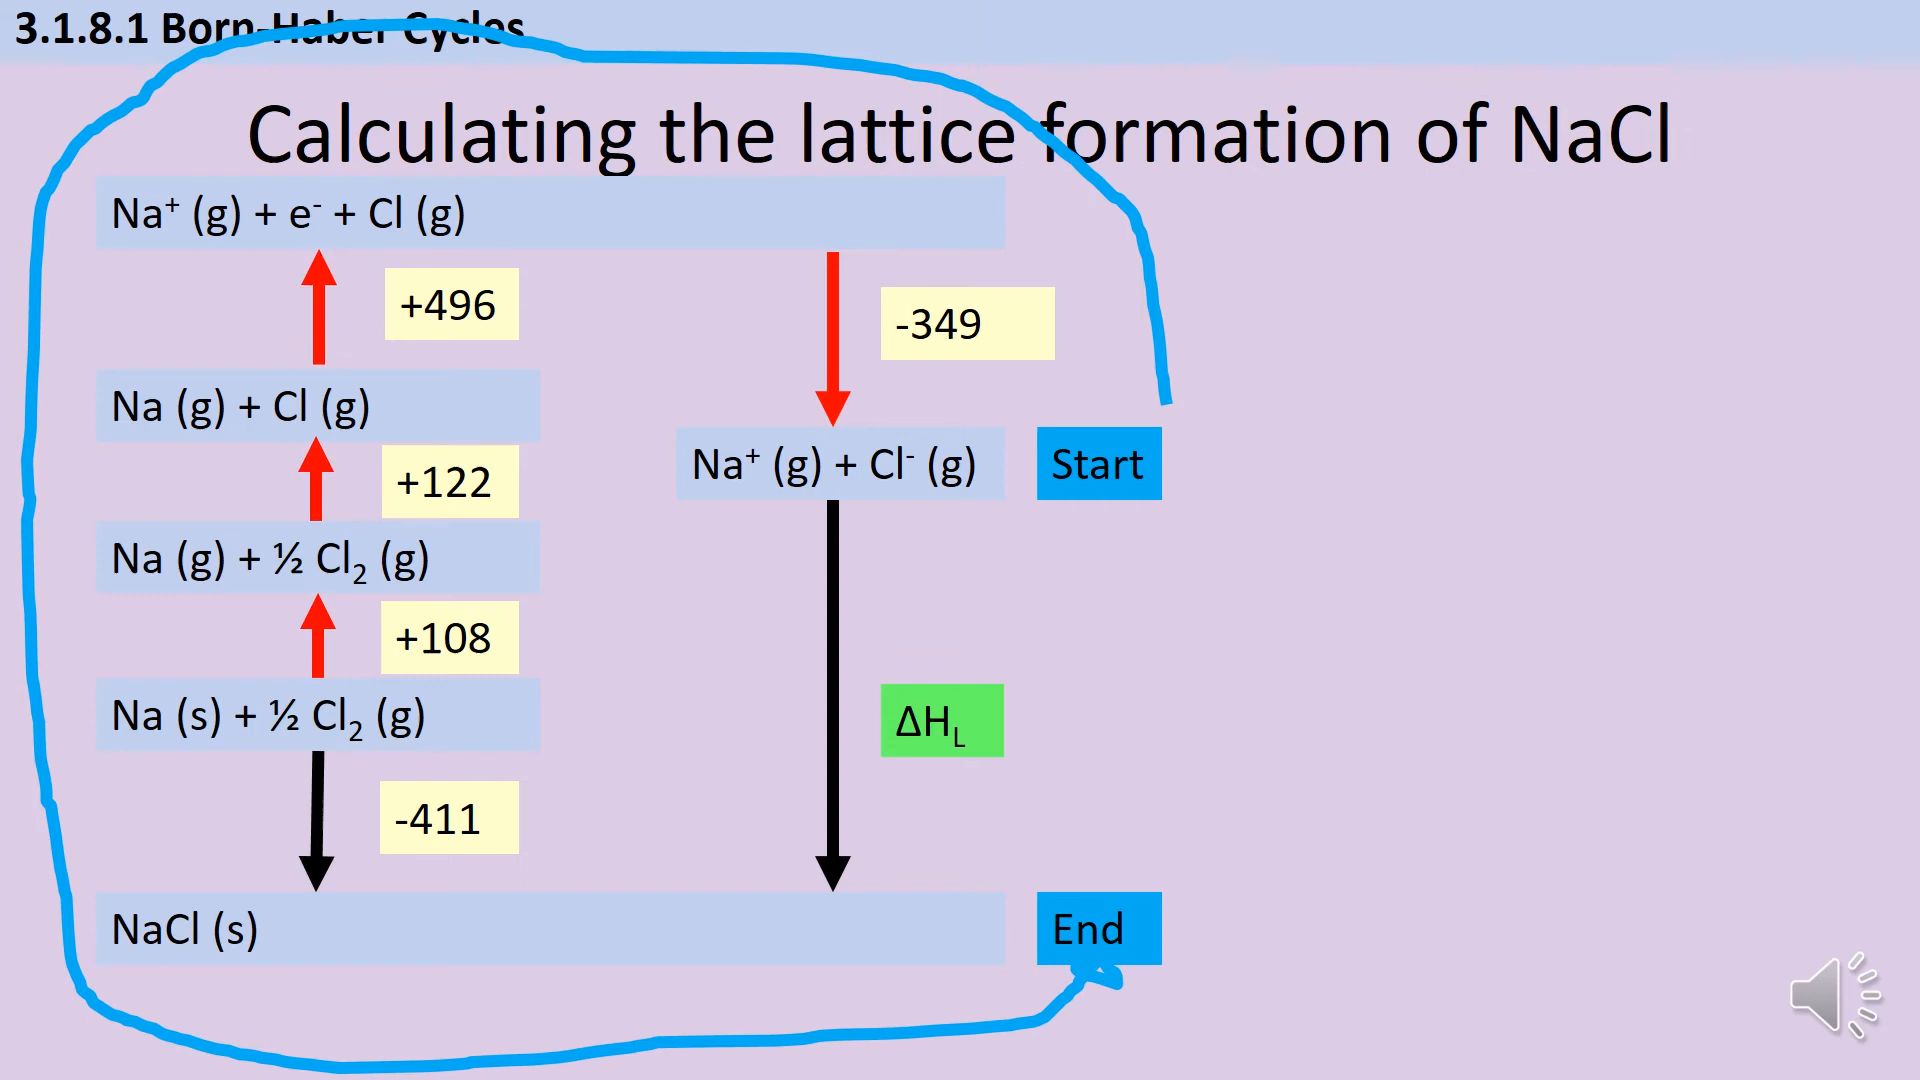 3.1.8.1 Born-Haber Cycles
Calculating the lattice formation of NaCl
Na⁺ (g) + e⁻ + Cl (g)
+496
-349
Na (g) + Cl (g)
+122
Na⁺ (g) + Cl⁻ (g)
Start
Na (g) + ½ Cl₂ (g)
+108
Na (s) + ½ Cl₂ (g)
ΔH_L
-411
NaCl (s)
End